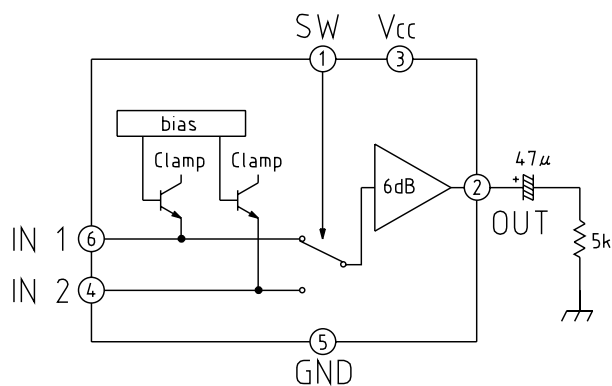 SW Vcc
1 3
bias
Clamp Clamp
47μ
+
6dB
2
OUT
5k
IN 1 6
IN 2 4
5
GND